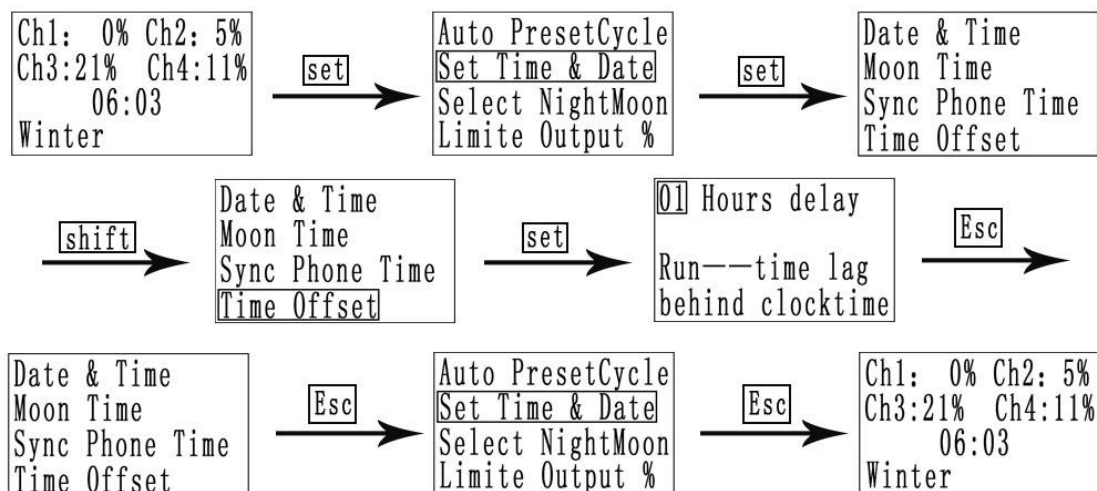 Ch1: 0% Ch2: 5%
Ch3:21% Ch4:11%
06:03
Winter
set
Auto PresetCycle
Set Time & Date
Select NightMoon
Limite Output %
set
Date & Time
Moon Time
Sync Phone Time
Time Offset
shift
Date & Time
Moon Time
Sync Phone Time
Time Offset
set
01 Hours delay
Run——time lag
behind clocktime
Esc
Date & Time
Moon Time
Sync Phone Time
Time Offset
Esc
Auto PresetCycle
Set Time & Date
Select NightMoon
Limite Output %
Esc
Ch1: 0% Ch2: 5%
Ch3:21% Ch4:11%
06:03
Winter